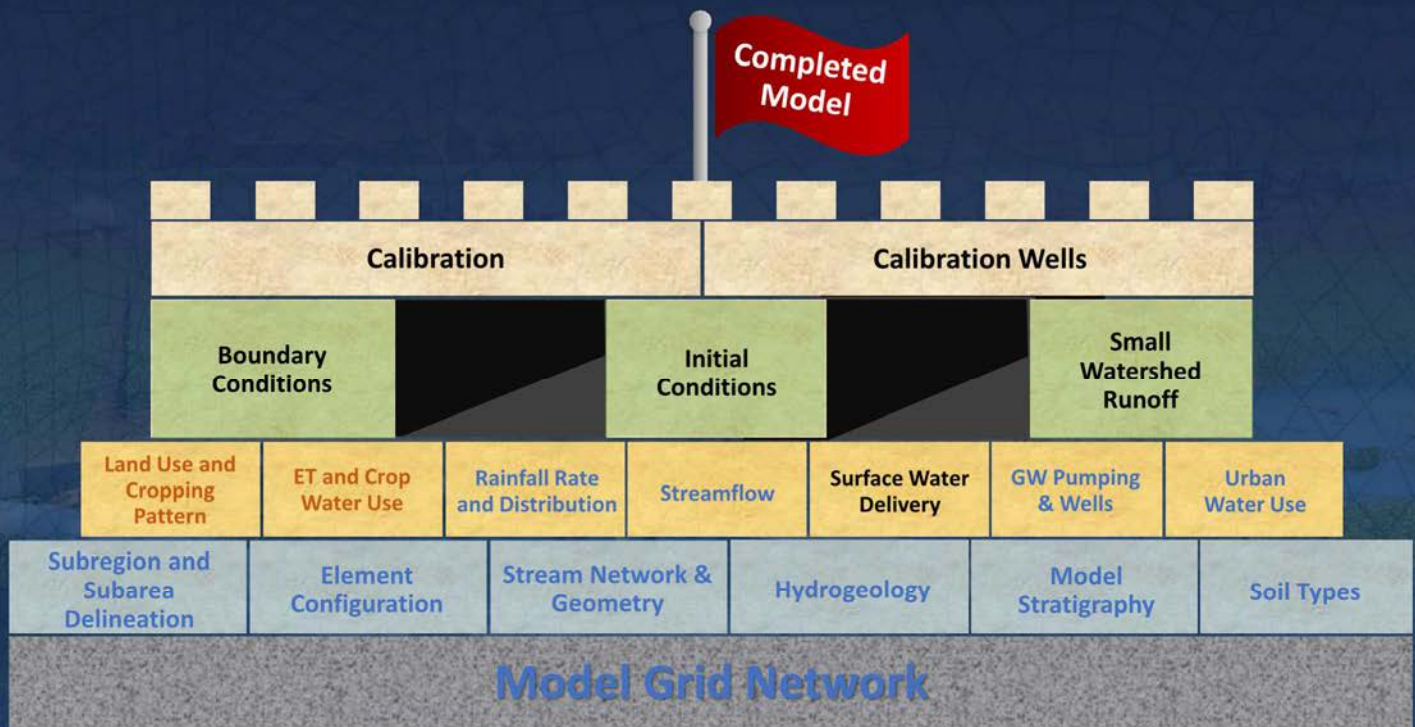 Completed
Model
Calibration
Calibration Wells
Boundary
Conditions
Initial
Conditions
Small
Watershed
Runoff
Land Use and
Cropping
Pattern
ET and Crop
Water Use
Rainfall Rate
and Distribution
Streamflow
Surface Water
Delivery
GW Pumping
& Wells
Urban
Water Use
Subregion and
Subarea
Delineation
Element
Configuration
Stream Network &
Geometry
Hydrogeology
Model
Stratigraphy
Soil Types
Model Grid Network